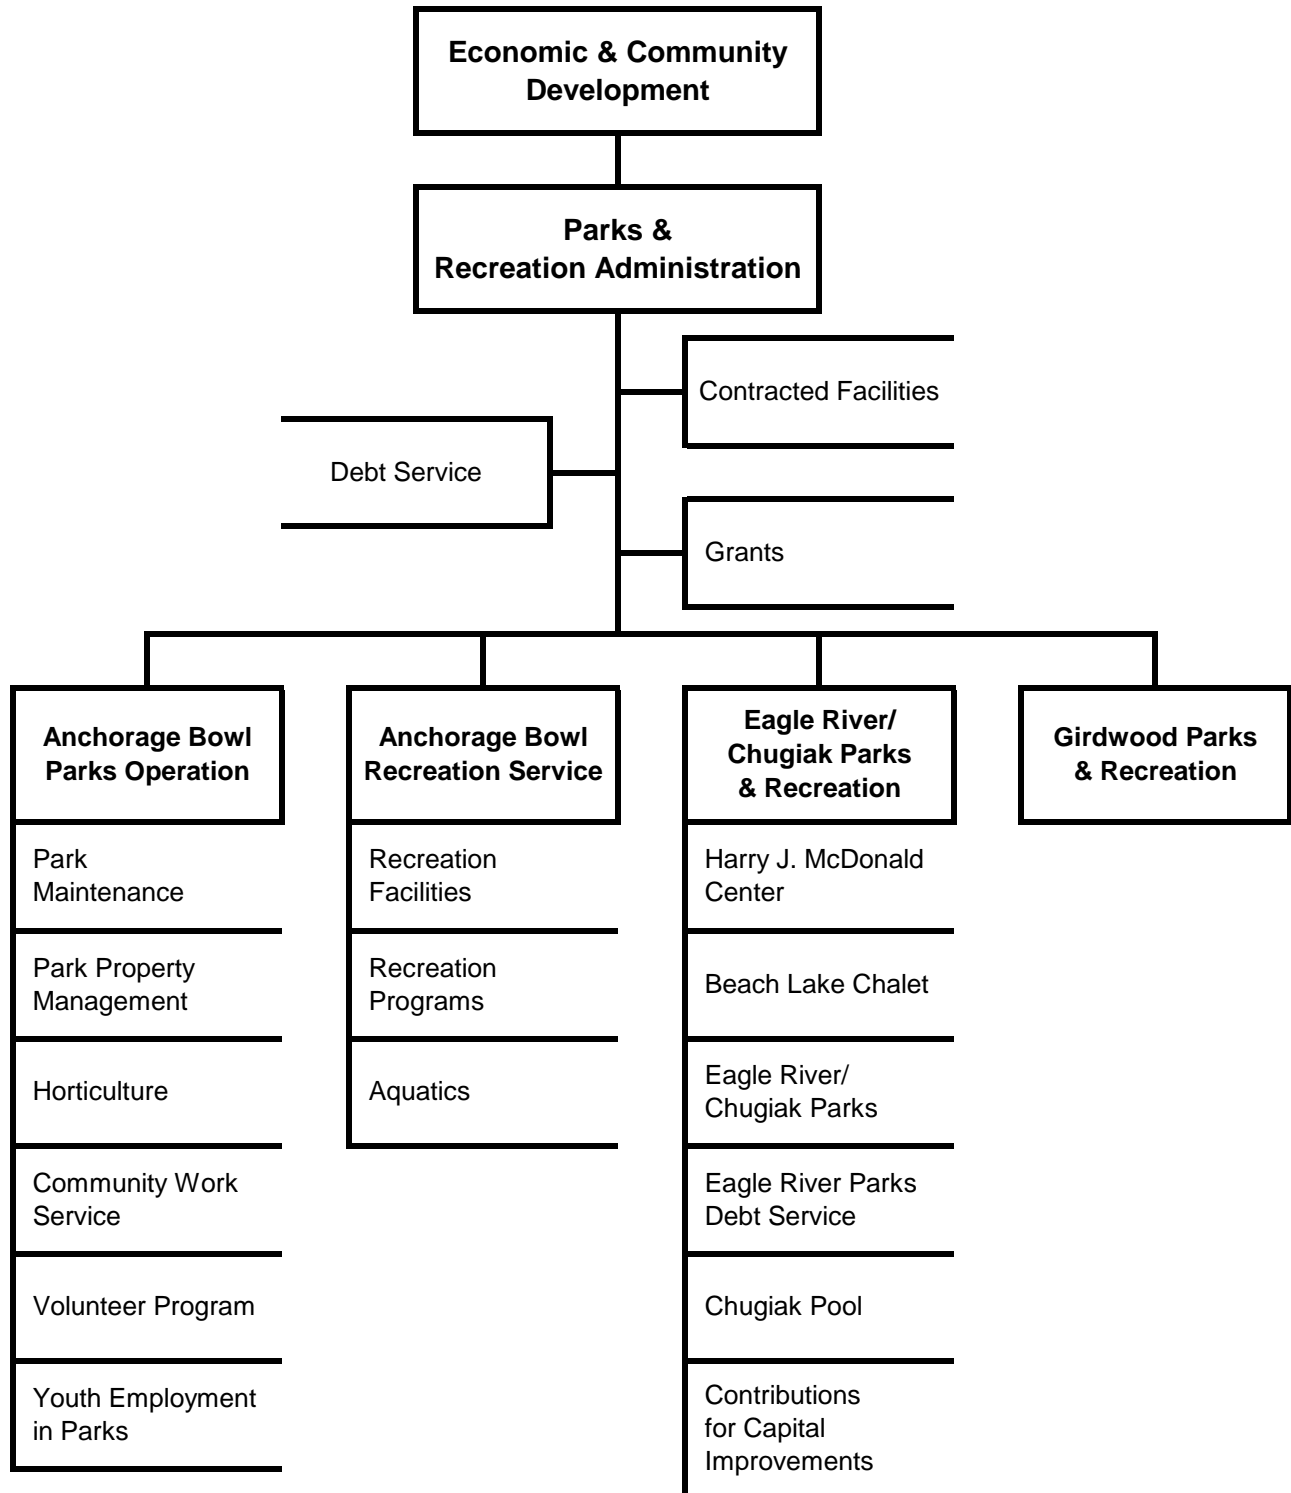 Economic & Community
Development
Parks &
Recreation Administration
Contracted Facilities
Debt Service
Grants
Anchorage Bowl
Parks Operation
Park
Maintenance
Park Property
Management
Horticulture
Community Work
Service
Volunteer Program
Youth Employment
in Parks
Anchorage Bowl
Recreation Service
Recreation
Facilities
Recreation
Programs
Aquatics
Eagle River/
Chugiak Parks
& Recreation
Harry J. McDonald
Center
Beach Lake Chalet
Eagle River/
Chugiak Parks
Eagle River Parks
Debt Service
Chugiak Pool
Contributions
for Capital
Improvements
Girdwood Parks
& Recreation